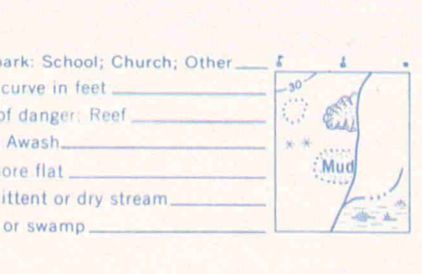 ark: School; Church; Other
curve in feet
30
of danger: Reef
Awash
ore flat
Mud
ittent or dry stream
or swamp